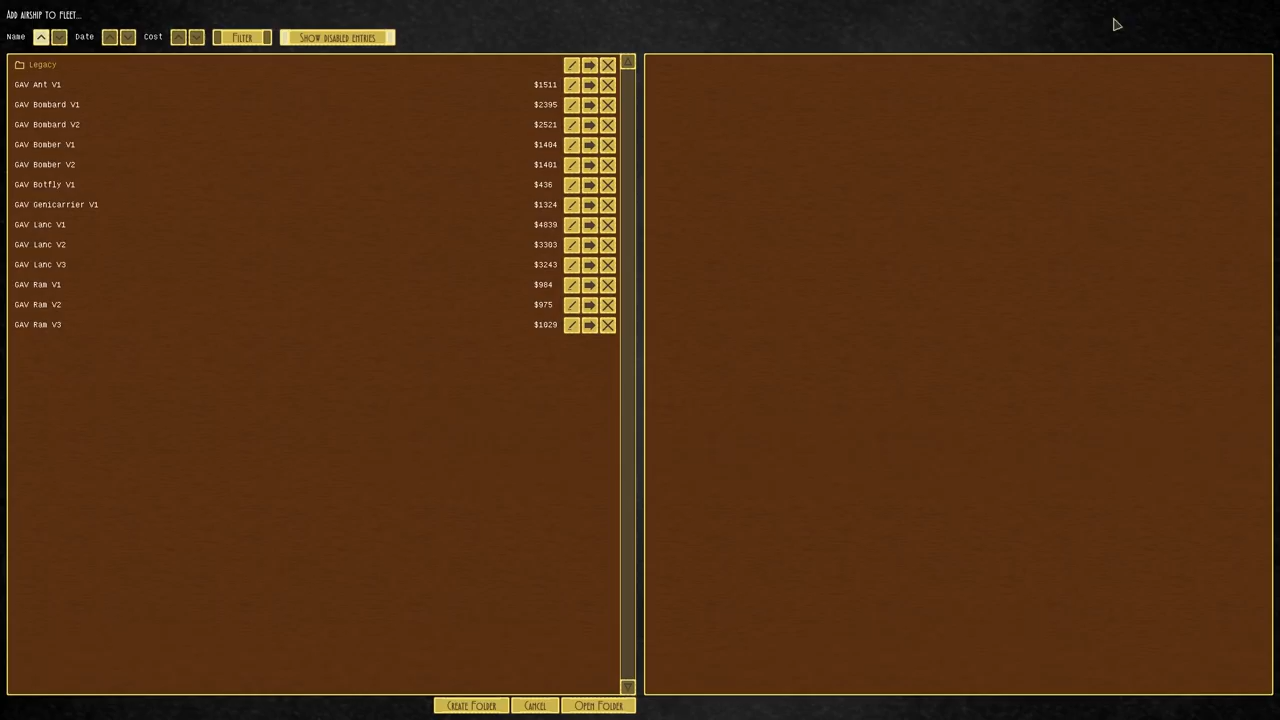 Add airship to fleet...
Name Date Cost Filter Show disabled entries
Legacy
GAV Ant V1 $1511
GAV Bombard V1 $2395
GAV Bombard V2 $2521
GAV Bomber V1 $1404
GAV Bomber V2 $1401
GAV Botfly V1 $436
GAV Genicarrier V1 $1324
GAV Lanc V1 $4839
GAV Lanc V2 $3303
GAV Lanc V3 $3243
GAV Ram V1 $984
GAV Ram V2 $975
GAV Ram V3 $1029
Create Folder Cancel Open Folder